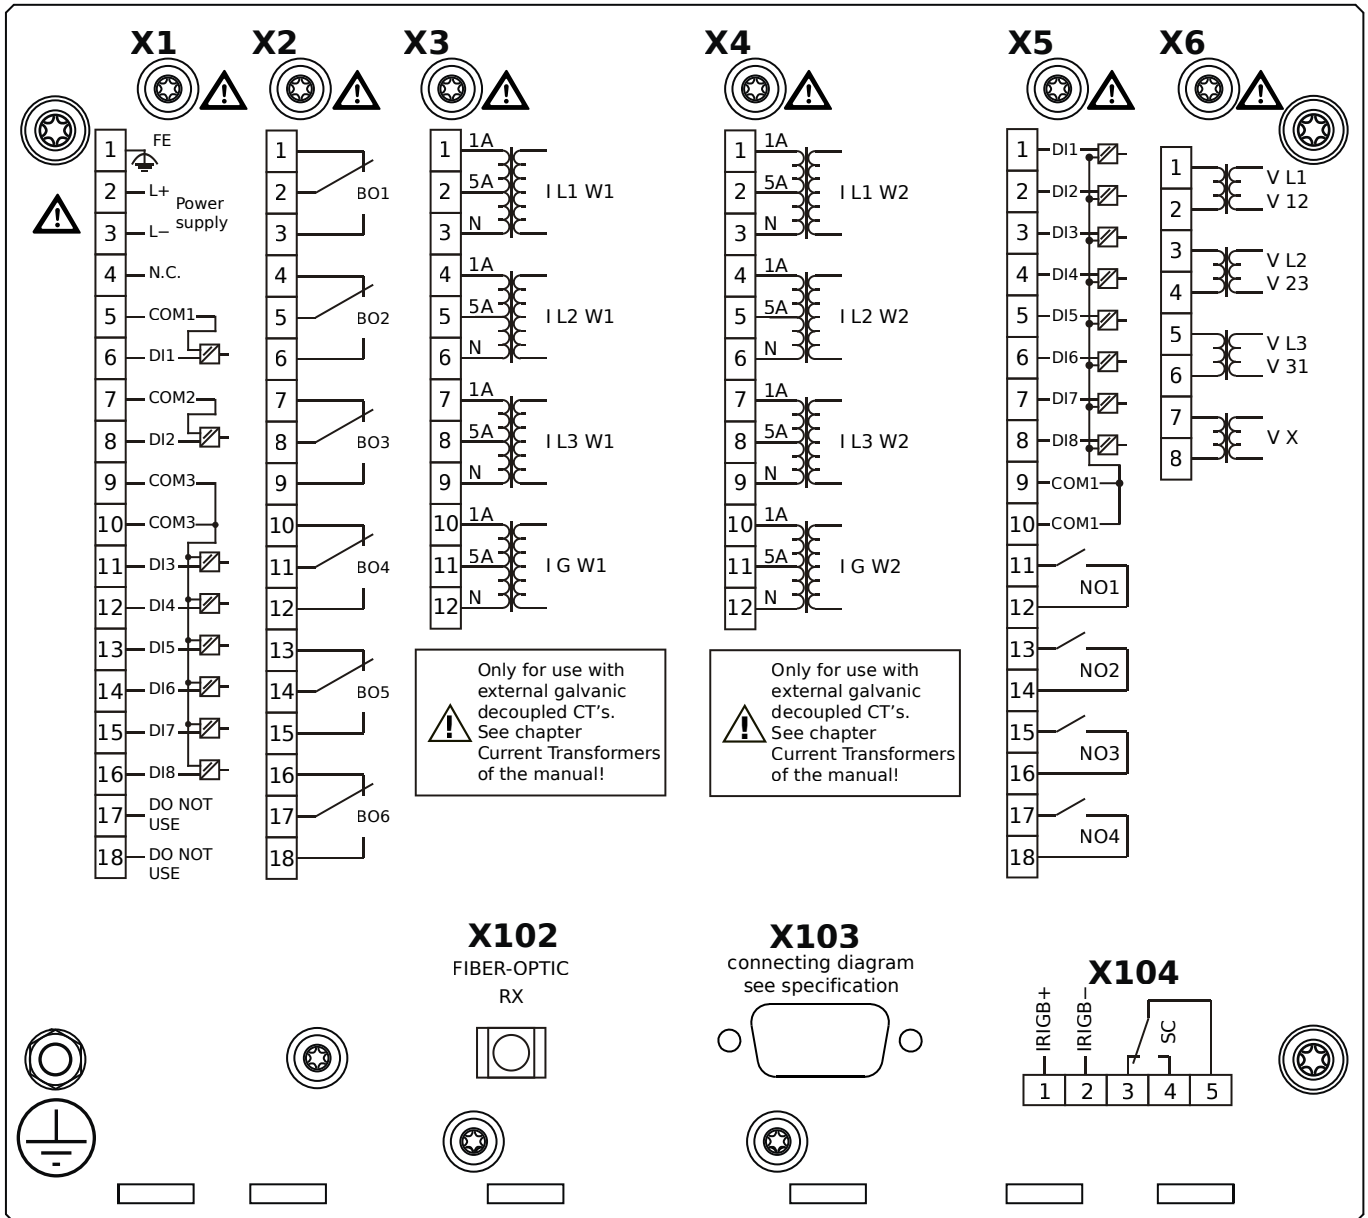 X1
X2
X3
X4
X5
X6
1 FE
2 L+
Power
supply
3 L−
4 N.C.
5 COM1
6 DI1
7 COM2
8 DI2
9 COM3
10 COM3
11 DI3
12 DI4
13 DI5
14 DI6
15 DI7
16 DI8
17 DO NOT
USE
18 DO NOT
USE
1
2 BO1
3
4
5 BO2
6
7
8 BO3
9
10
11 BO4
12
13
14 BO5
15
16
17 BO6
18
1 1A
2 5A I L1 W1
3 N
4 1A
5 5A I L2 W1
6 N
7 1A
8 5A I L3 W1
9 N
10 1A
11 5A I G W1
12 N
Only for use with
external galvanic
decoupled CT's.
See chapter
Current Transformers
of the manual!
1 1A
2 5A I L1 W2
3 N
4 1A
5 5A I L2 W2
6 N
7 1A
8 5A I L3 W2
9 N
10 1A
11 5A I G W2
12 N
Only for use with
external galvanic
decoupled CT's.
See chapter
Current Transformers
of the manual!
1 DI1
2 DI2
3 DI3
4 DI4
5 DI5
6 DI6
7 DI7
8 DI8
9 COM1
10 COM1
11
NO1
12
13
NO2
14
15
NO3
16
17
NO4
18
1 V L1
2 V 12
3 V L2
4 V 23
5 V L3
6 V 31
7
V X
8
X102
FIBER-OPTIC
RX
X103
connecting diagram
see specification
X104
IRIGB+
IRIGB−
SC
1 2 3 4 5